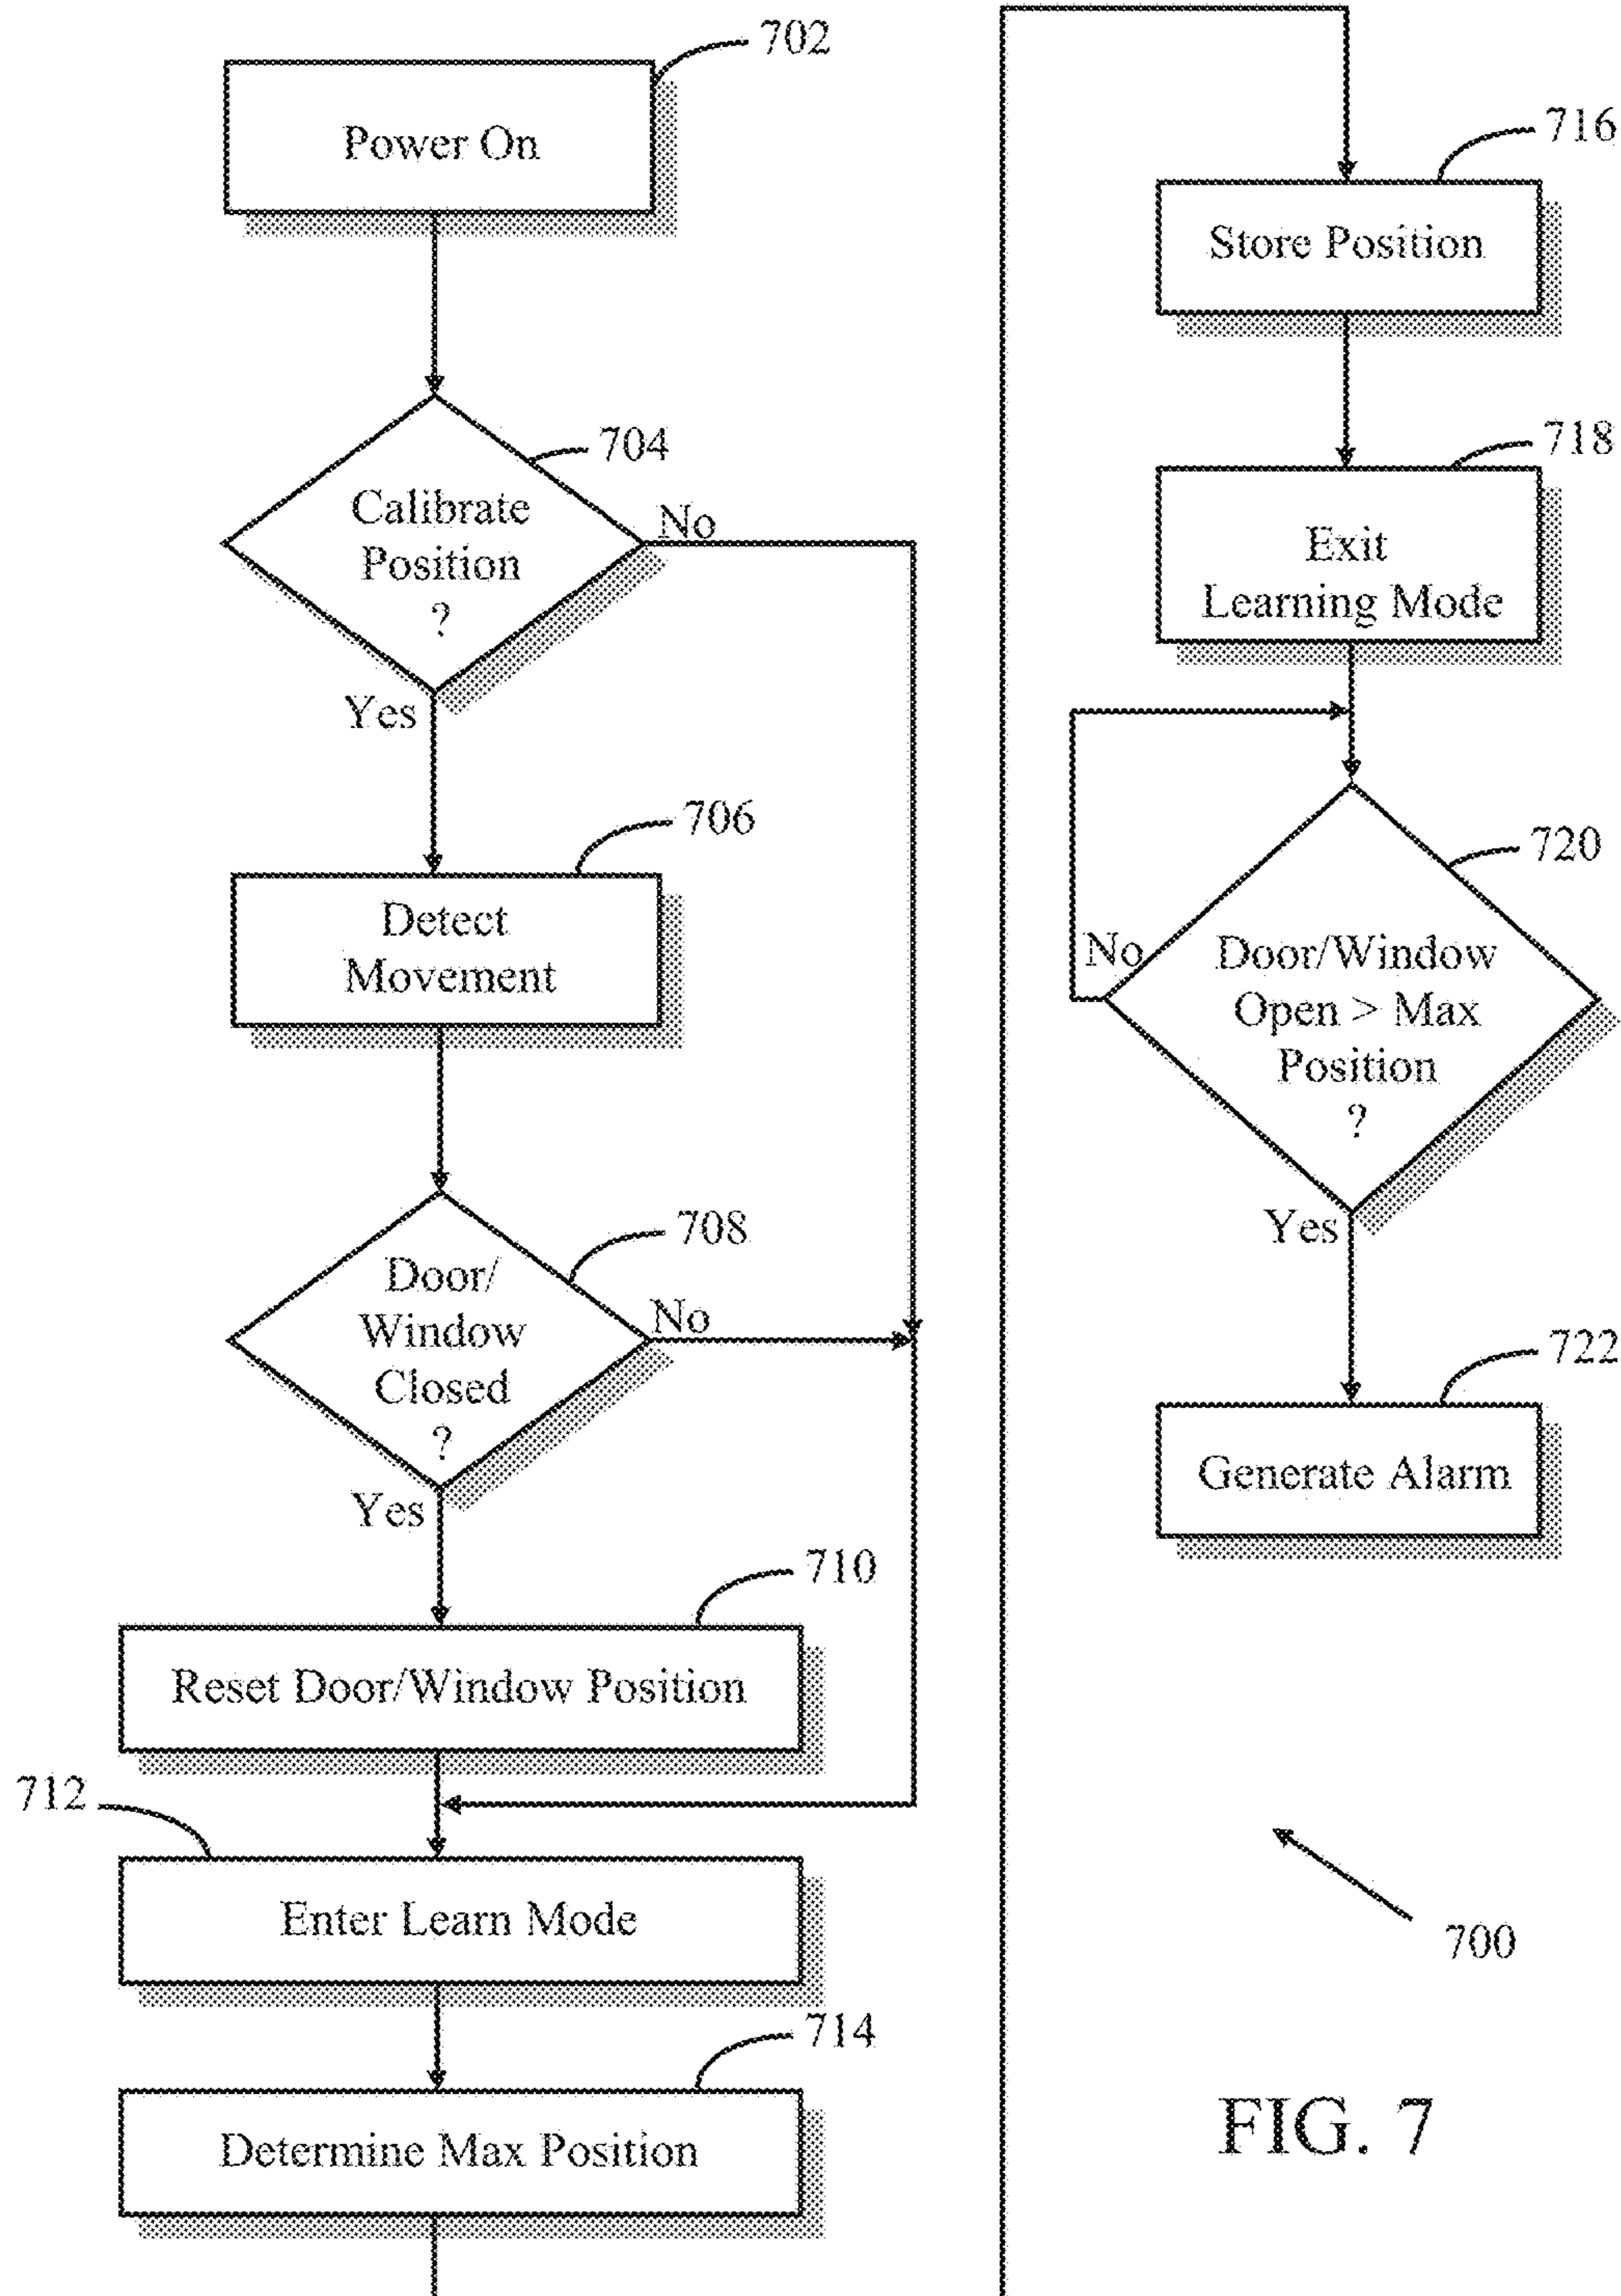 702
Power On
704
Calibrate
Position
?
No
Yes
706
Detect
Movement
708
Door/
Window
Closed
?
No
Yes
710
Reset Door/Window Position
712
Enter Learn Mode
714
Determine Max Position
716
Store Position
718
Exit
Learning Mode
720
No
Door/Window
Open > Max
Position
?
Yes
722
Generate Alarm
700
FIG. 7